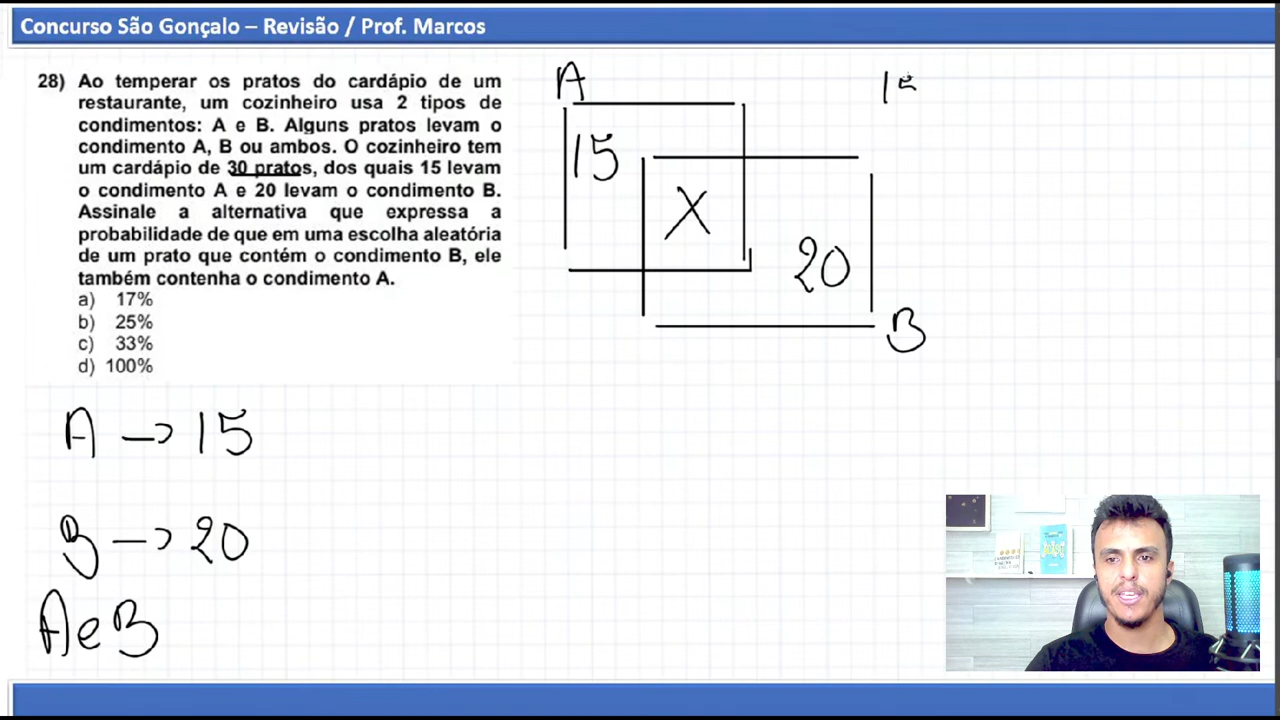 Concurso São Gonçalo – Revisão / Prof. Marcos
28) Ao temperar os pratos do cardápio de um
restaurante, um cozinheiro usa 2 tipos de
condimentos: A e B. Alguns pratos levam o
condimento A, B ou ambos. O cozinheiro tem
um cardápio de 30 pratos, dos quais 15 levam
o condimento A e 20 levam o condimento B.
Assinale a alternativa que expressa a
probabilidade de que em uma escolha aleatória
de um prato que contém o condimento B, ele
também contenha o condimento A.
a) 17%
b) 25%
c) 33%
d) 100%
A
15
X
20
B
A -> 15
B -> 20
A e B